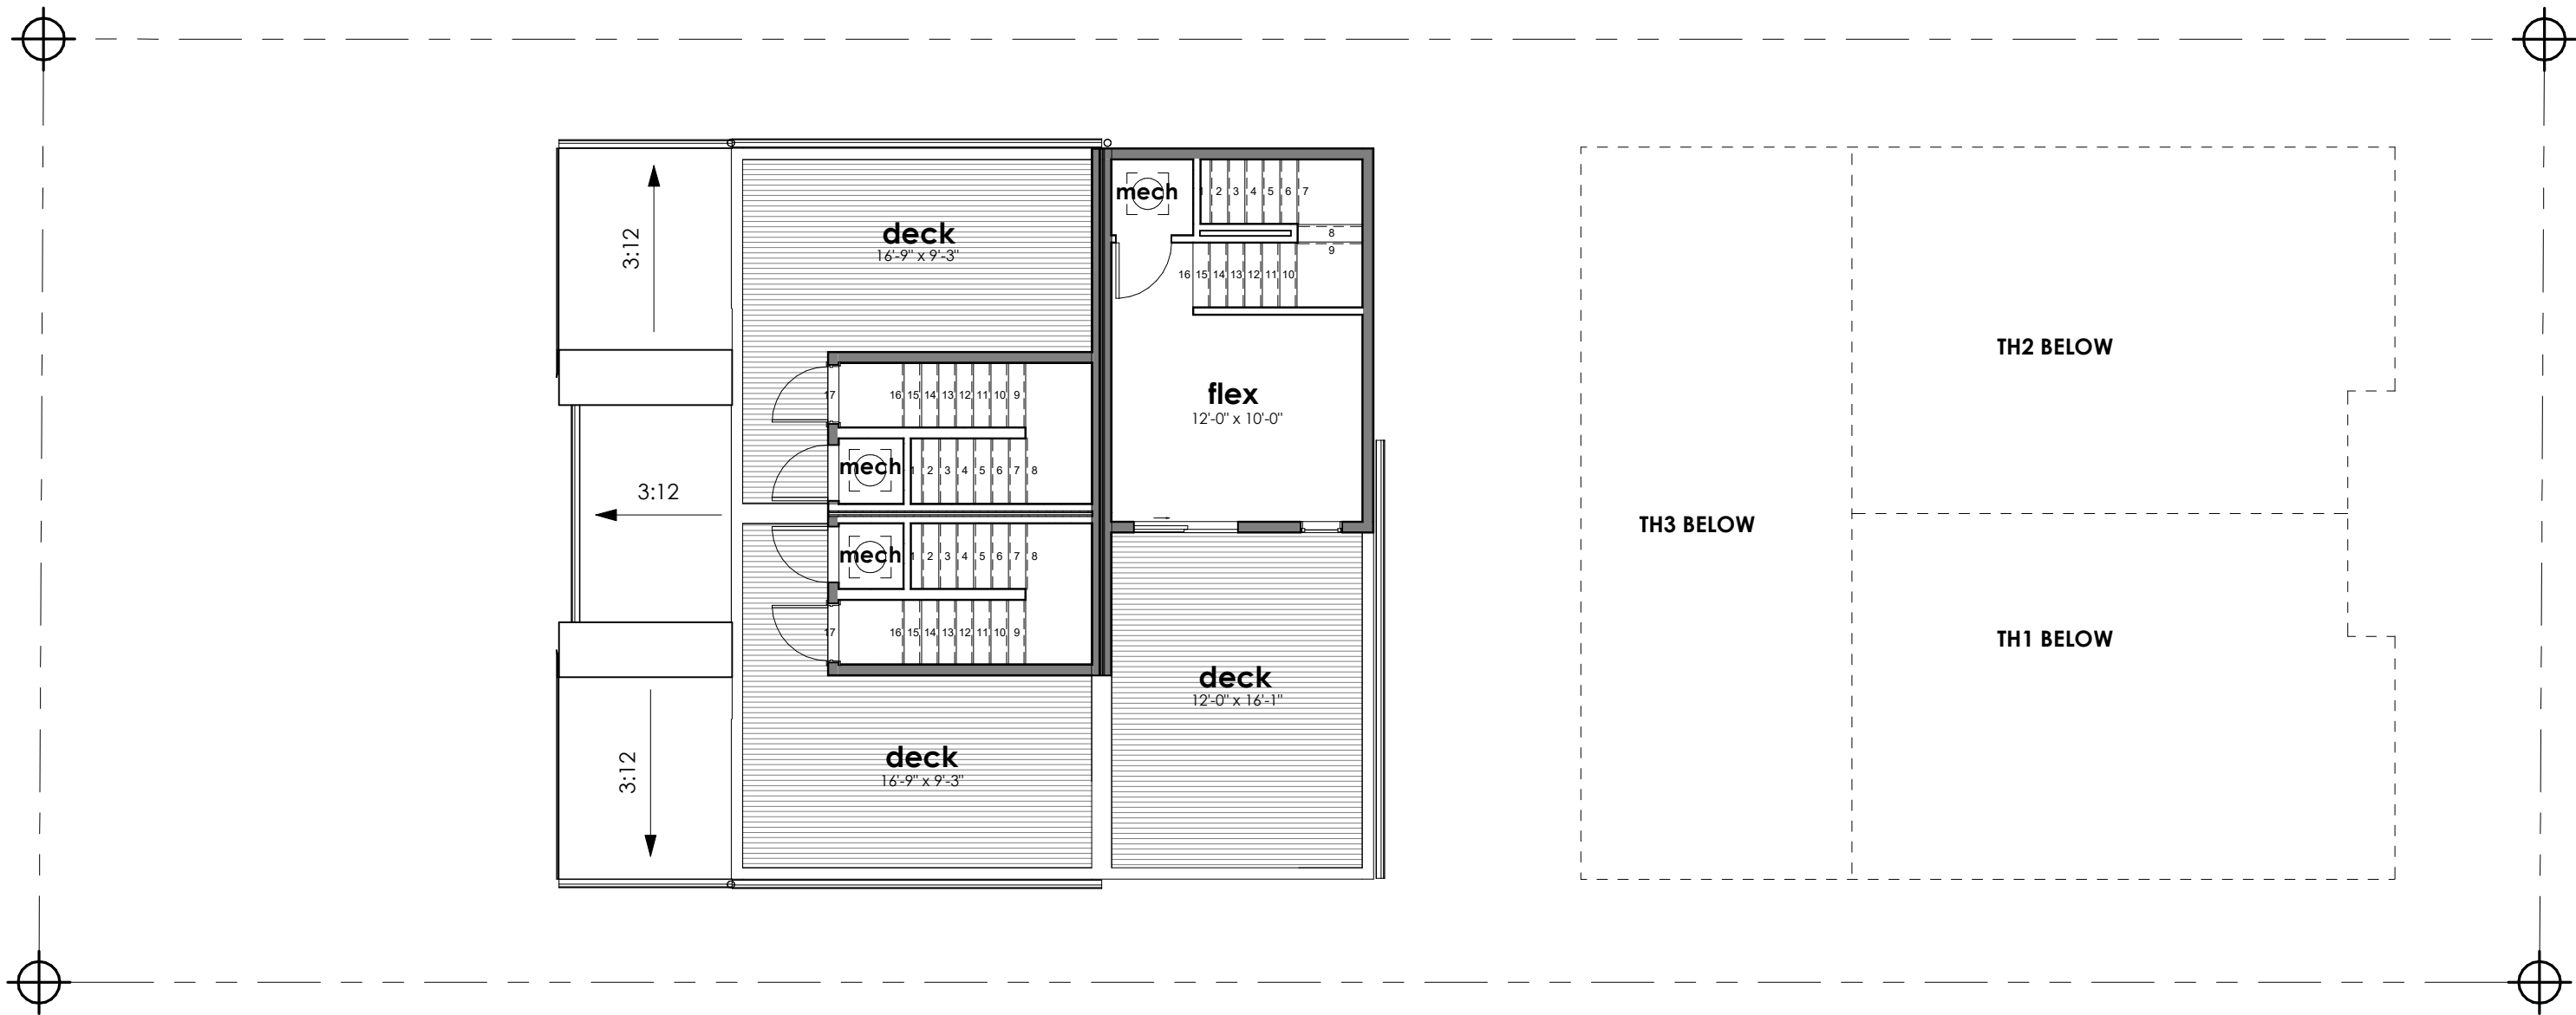 mech
1 2 3 4 5 6 7
8
9
16 15 14 13 12 11 10
deck
16'-9" x 9'-3"
3:12
TH2 BELOW
flex
12'-0" x 10'-0"
17 16 15 14 13 12 11 10 9
mech
1 2 3 4 5 6 7 8
3:12
TH3 BELOW
mech
1 2 3 4 5 6 7 8
17 16 15 14 13 12 11 10 9
TH1 BELOW
deck
12'-0" x 16'-1"
deck
16'-9" x 9'-3"
3:12